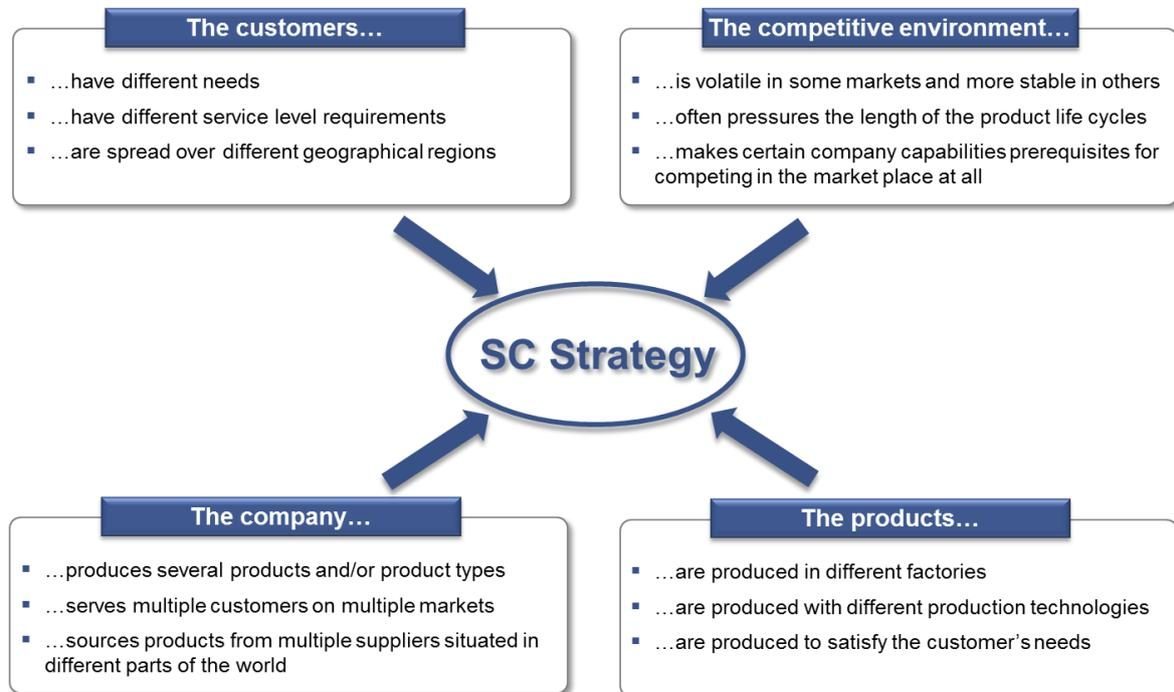 The customers…
▪ …have different needs
▪ …have different service level requirements
▪ …are spread over different geographical regions
The competitive environment…
▪ …is volatile in some markets and more stable in others
▪ …often pressures the length of the product life cycles
▪ …makes certain company capabilities prerequisites for
competing in the market place at all
SC Strategy
The company…
▪ …produces several products and/or product types
▪ …serves multiple customers on multiple markets
▪ …sources products from multiple suppliers situated in
different parts of the world
The products…
▪ …are produced in different factories
▪ …are produced with different production technologies
▪ …are produced to satisfy the customer’s needs